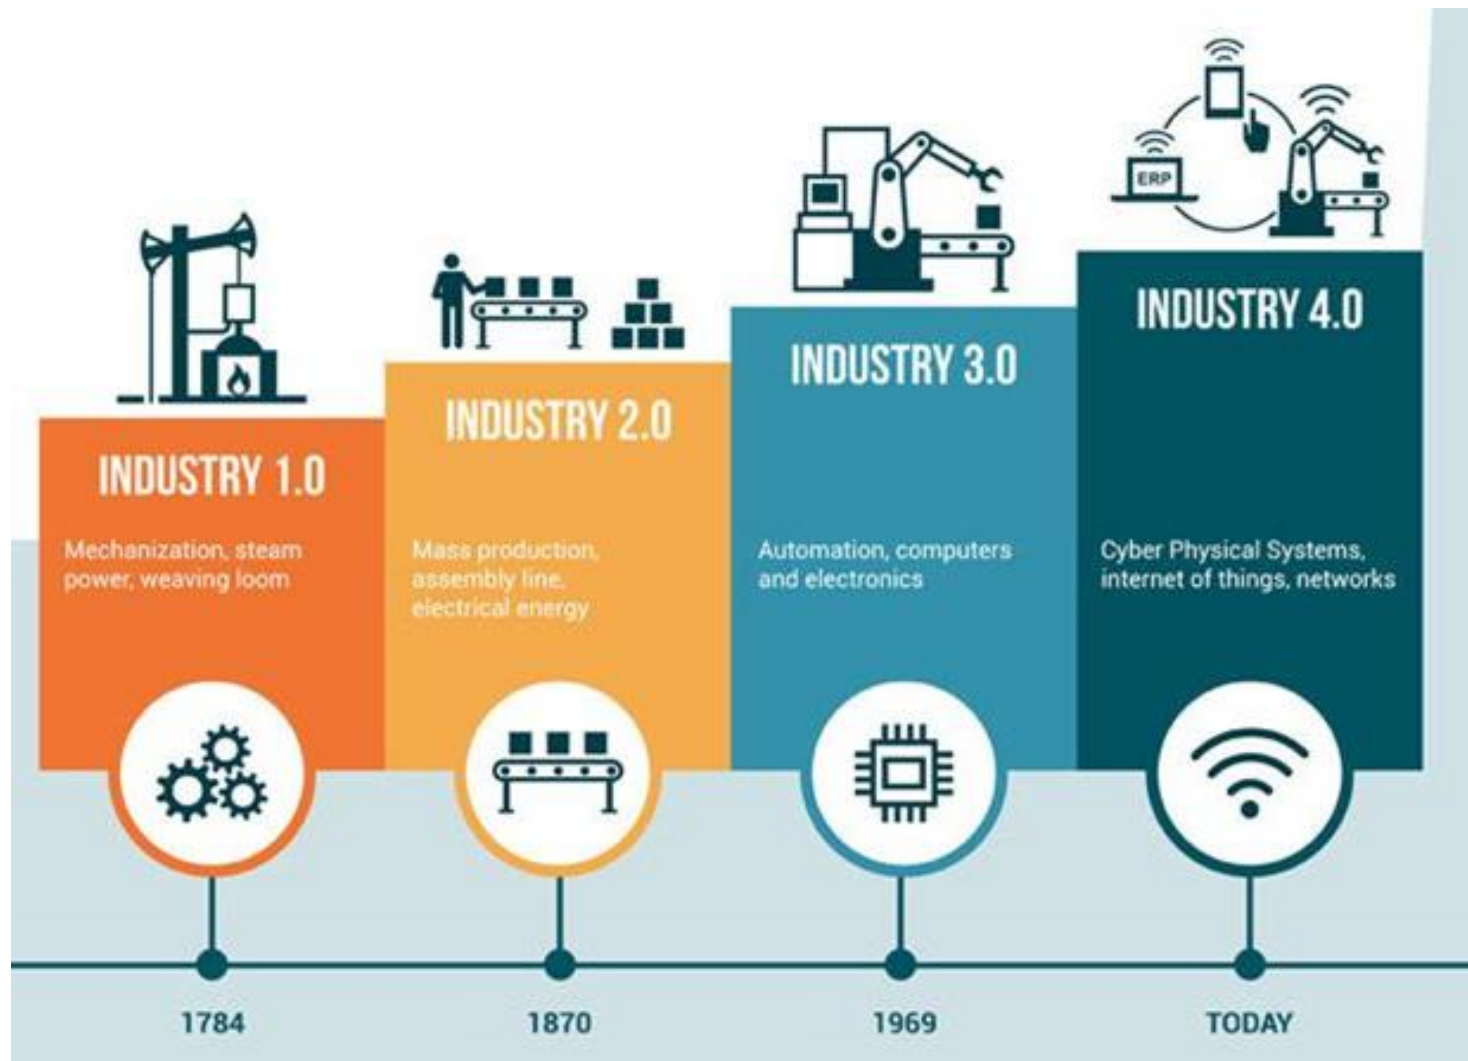 ERP
INDUSTRY 1.0
Mechanization, steam
power, weaving loom
INDUSTRY 2.0
Mass production,
assembly line,
electrical energy
INDUSTRY 3.0
Automation, computers
and electronics
INDUSTRY 4.0
Cyber Physical Systems,
internet of things, networks
1784
1870
1969
TODAY